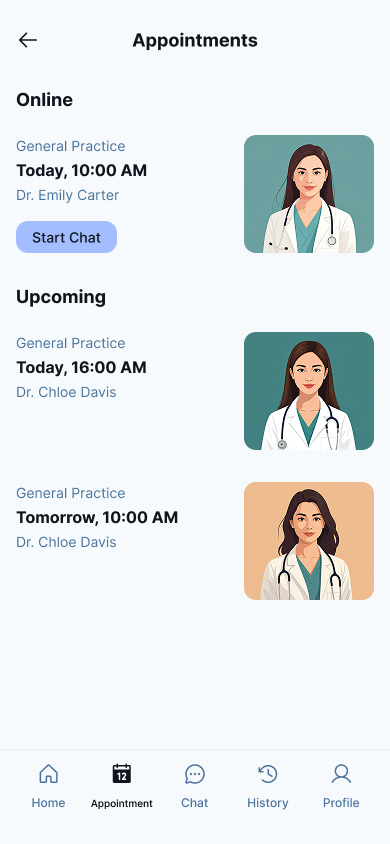 Appointments
Online
General Practice
Today, 10:00 AM
Dr. Emily Carter
Start Chat
Upcoming
General Practice
Today, 16:00 AM
Dr. Chloe Davis
General Practice
Tomorrow, 10:00 AM
Dr. Chloe Davis
12
Home
Appointment
Chat
History
Profile